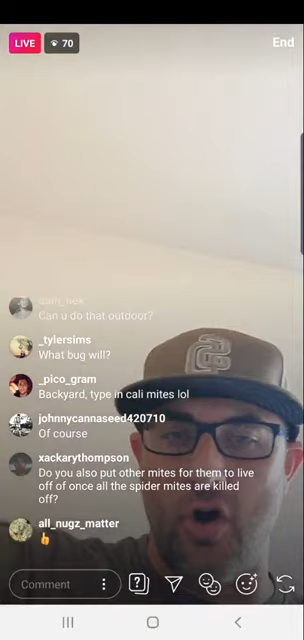 LIVE 70 End
Can u do that outdoor?
_tylersims
What bug will?
_pico_gram
Backyard, type in cali mites lol
johnnycannaseed420710
Of course
xackarythompson
Do you also put other mites for them to live
off of once all the spider mites are killed
off?
all_nugz_matter
Comment